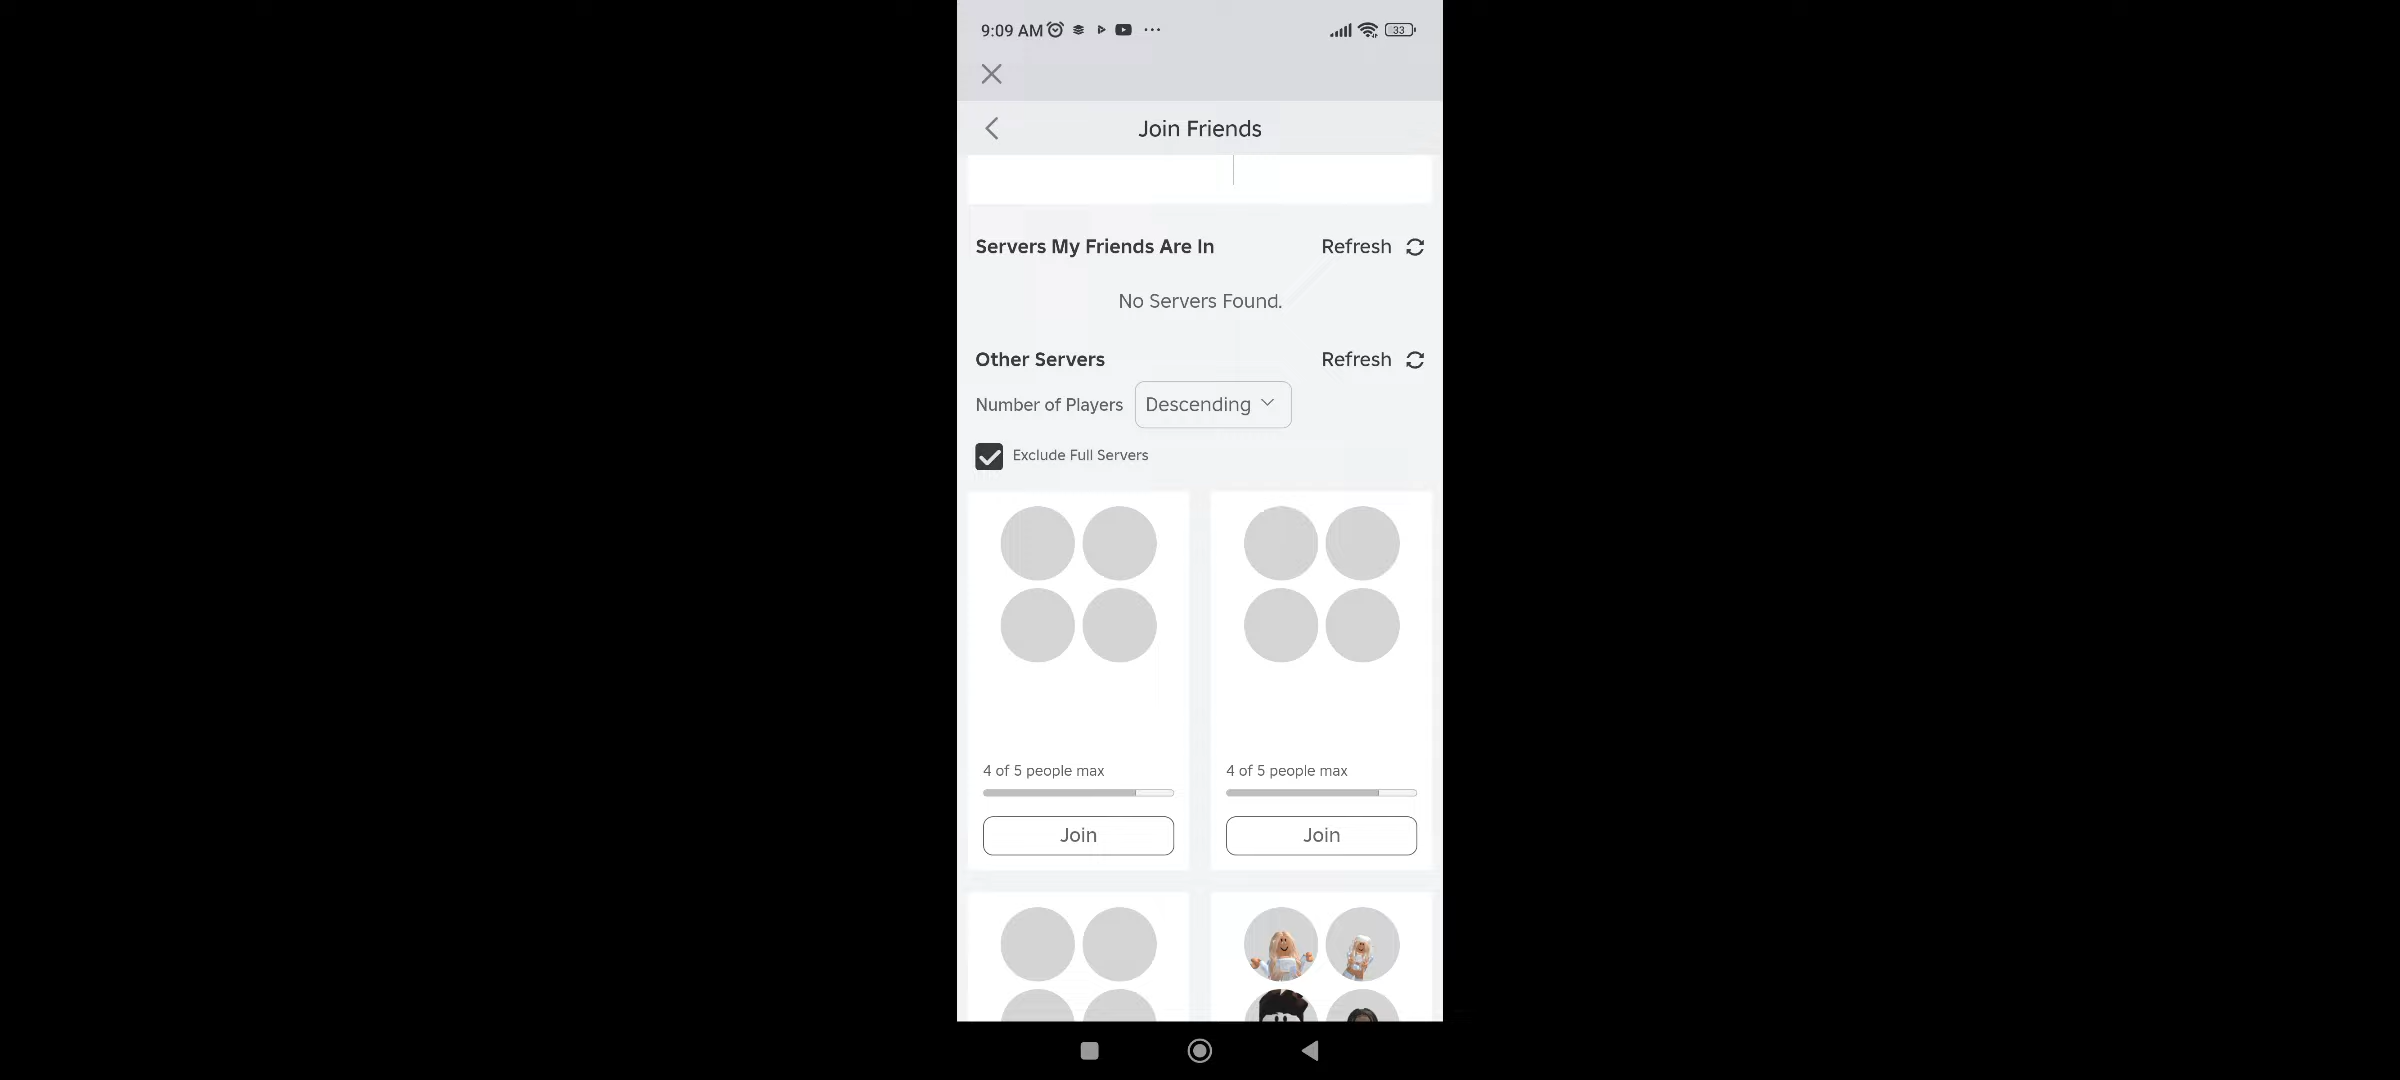 9:09 AM
33
Join Friends
Servers My Friends Are In
Refresh
No Servers Found.
Other Servers
Refresh
Number of Players
Descending
Exclude Full Servers
4 of 5 people max
4 of 5 people max
Join
Join